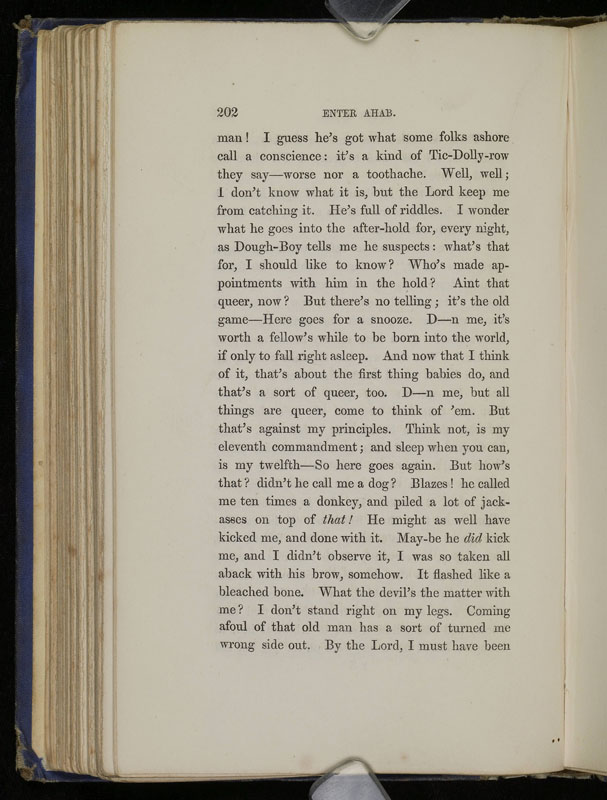 202 ENTER AHAB.
man! I guess he's got what some folks ashore
call a conscience: it's a kind of Tic-Dolly-row
they say—worse nor a toothache. Well, well;
I don't know what it is, but the Lord keep me
from catching it. He's full of riddles. I wonder
what he goes into the after-hold for, every night,
as Dough-Boy tells me he suspects: what's that
for, I should like to know? Who's made ap-
pointments with him in the hold? Aint that
queer, now? But there's no telling; it's the old
game—Here goes for a snooze. D—n me, it's
worth a fellow's while to be born into the world,
if only to fall right asleep. And now that I think
of it, that's about the first thing babies do, and
that's a sort of queer, too. D—n me, but all
things are queer, come to think of 'em. But
that's against my principles. Think not, is my
eleventh commandment; and sleep when you can,
is my twelfth—So here goes again. But how's
that? didn't he call me a dog? Blazes! he called
me ten times a donkey, and piled a lot of jack-
asses on top of that! He might as well have
kicked me, and done with it. May-be he did kick
me, and I didn't observe it, I was so taken all
aback with his brow, somehow. It flashed like a
bleached bone. What the devil's the matter with
me? I don't stand right on my legs. Coming
afoul of that old man has a sort of turned me
wrong side out. By the Lord, I must have been